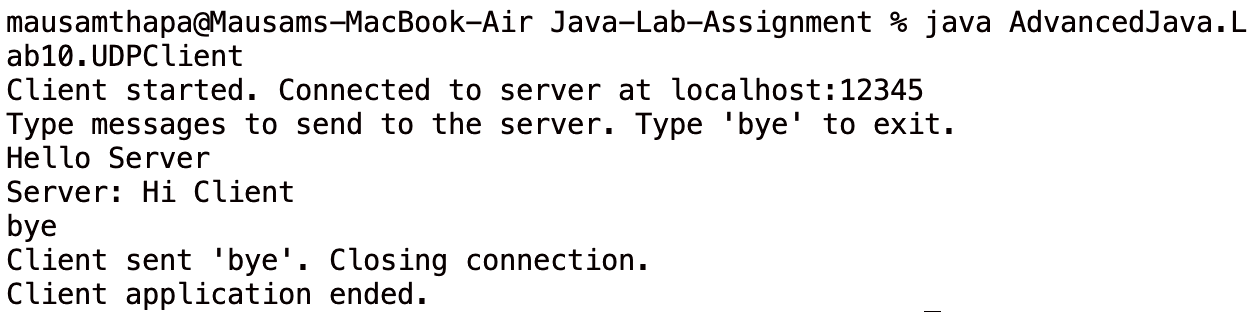 mausamthapa@Mausams-MacBook-Air Java-Lab-Assignment % java AdvancedJava.L
ab10.UDPClient
Client started. Connected to server at localhost:12345
Type messages to send to the server. Type 'bye' to exit.
Hello Server
Server: Hi Client
bye
Client sent 'bye'. Closing connection.
Client application ended.